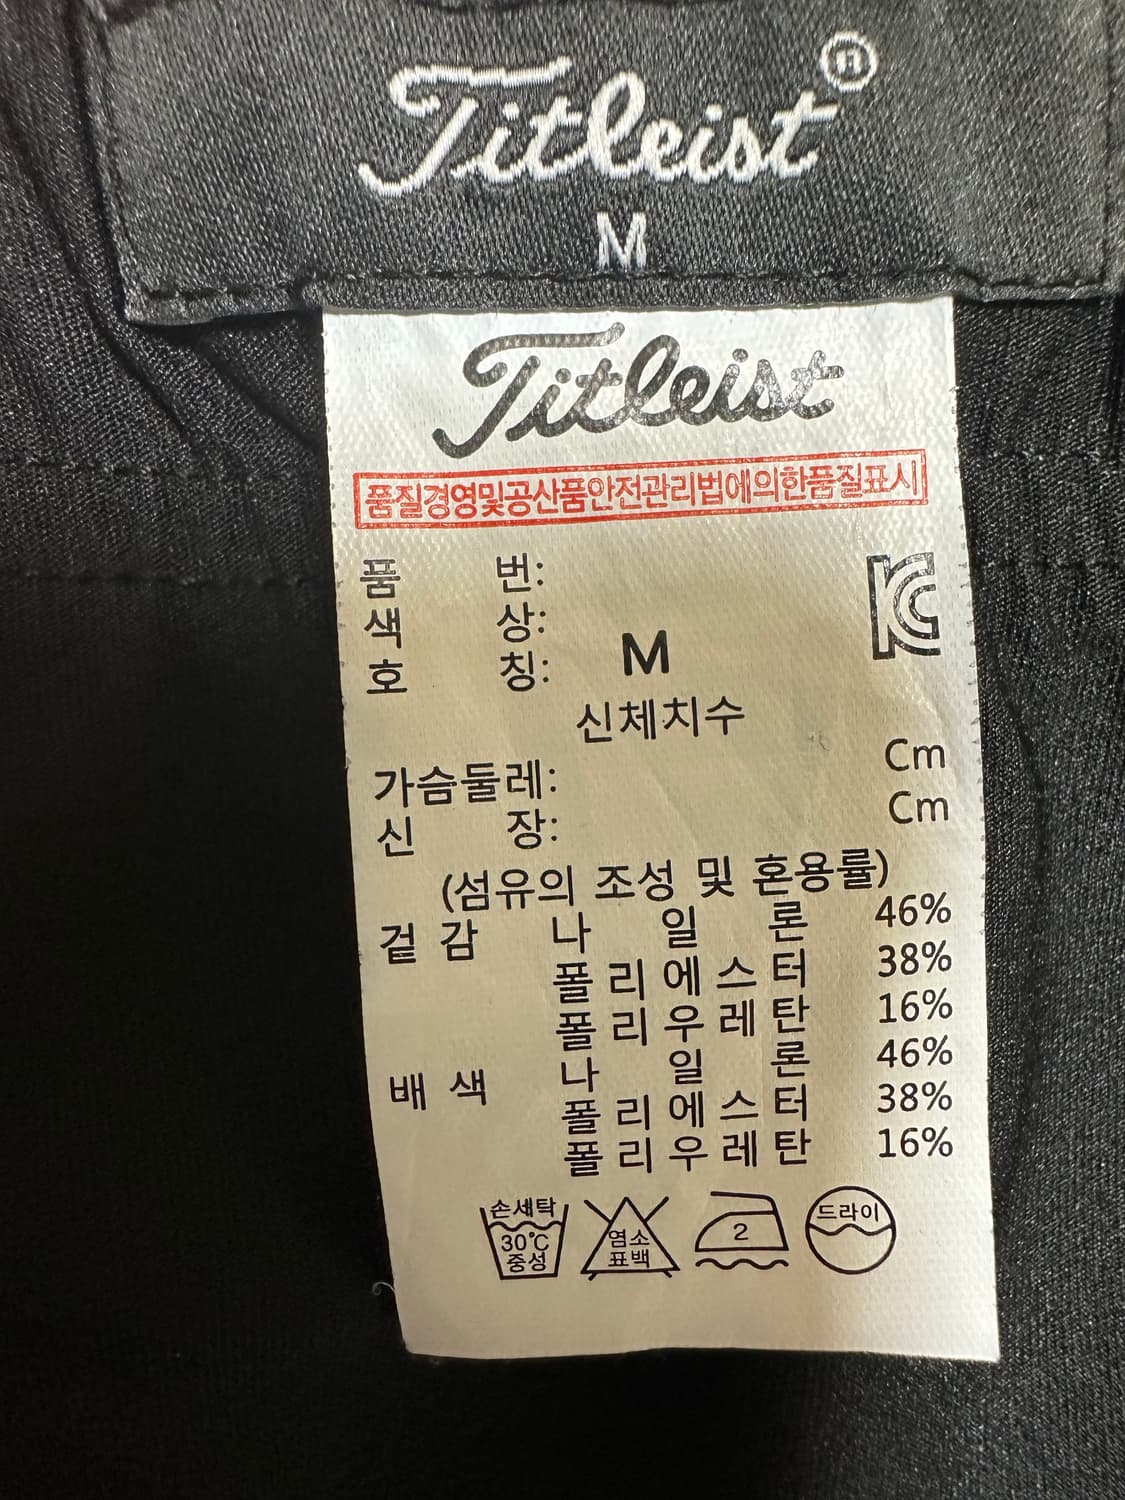 Titleist®
M
Titleist
품질경영및공산품안전관리법에의한품질표시
품 번:
색 상:
호 칭: M
신체치수
가슴둘레: Cm
신 장: Cm
(섬유의 조성 및 혼용률)
겉 감 나 일 론 46%
폴 리 에 스 터 38%
폴 리 우 레 탄 16%
배 색 나 일 론 46%
폴 리 에 스 터 38%
폴 리 우 레 탄 16%
손세탁 30℃ 중성
염소 표백
2
드라이